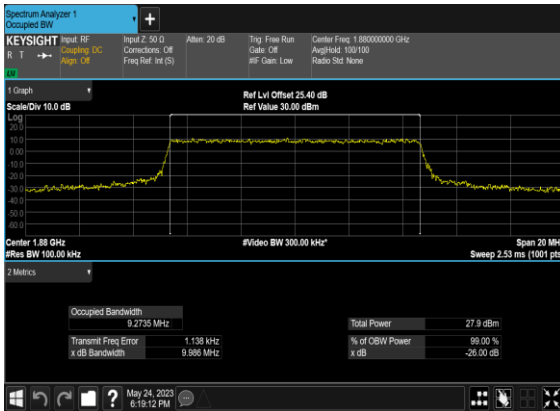 Spectrum Analyzer 1
Occupied BW
+
KEYSIGHT Input: RF Input Z: 50 Ω Atten: 20 dB Trig: Free Run Center Freq: 1.880000000 GHz
R T Coupling: DC Corrections: Off Gate: Off Avg|Hold: 100/100
Align: Off Freq Ref: Int (S) #IF Gain: Low Radio Std: None
1 Graph
Ref Lvl Offset 25.40 dB
Scale/Div 10.0 dB Ref Value 30.00 dBm
Log
20.0
10.0
0.00
-10.0
-20.0
-30.0
-40.0
-50.0
-60.0
Center 1.88 GHz #Video BW 300.00 kHz* Span 20 MH
#Res BW 100.00 kHz Sweep 2.53 ms (1001 pts
2 Metrics
Occupied Bandwidth
9.2735 MHz Total Power 27.9 dBm
Transmit Freq Error 1.138 kHz % of OBW Power 99.00 %
x dB Bandwidth 9.986 MHz x dB -26.00 dB
? May 24, 2023
6:19:12 PM